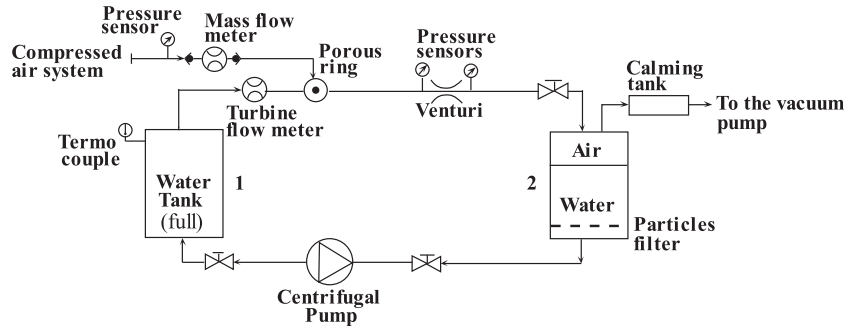 Pressure
sensor
Mass flow
meter
Compressed
air system
Porous
ring
Pressure
sensors
Calming
tank
To the vacuum
pump
Turbine
flow meter
Venturi
Termo
couple
Water
Tank
(full)
1
2
Air
Water
Particles
filter
Centrifugal
Pump